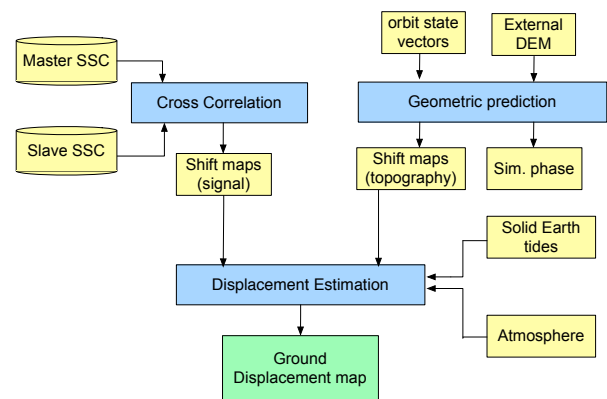 orbit state
vectors
External
DEM
Master SSC
Cross Correlation
Geometric prediction
Slave SSC
Shift maps
(signal)
Shift maps
(topography)
Sim. phase
Solid Earth
tides
Displacement Estimation
Atmosphere
Ground
Displacement map